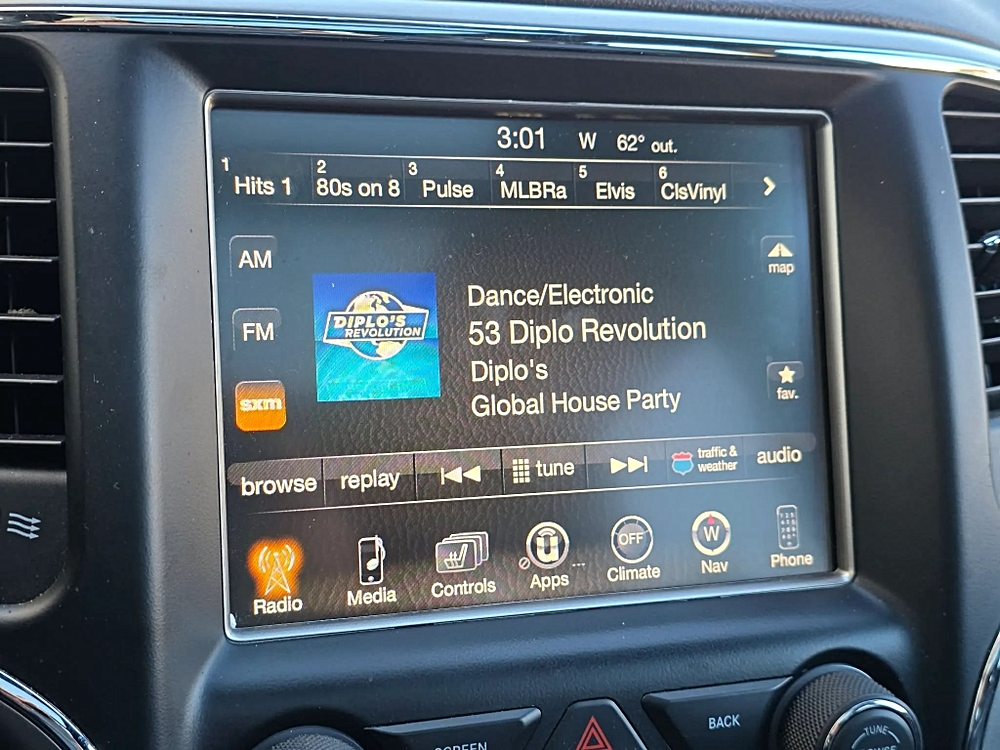 3:01 W 62° out.
1 Hits 1 2 80s on 8 3 Pulse 4 MLBRa 5 Elvis 6 ClsVinyl
AM
map
DIPLO'S
REVOLUTION
Dance/Electronic
FM
53 Diplo Revolution
Diplo's
fav.
sxm
Global House Party
browse replay tune traffic &
weather audio
OFF
W
Radio Media Controls Apps ... Climate Nav Phone
SCREEN
BACK
TUNE